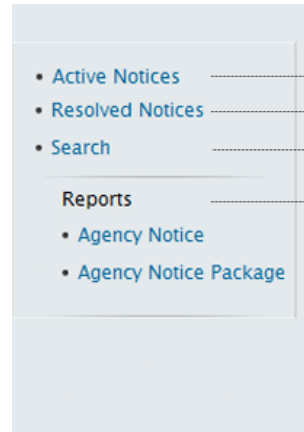 • Active Notices
• Resolved Notices
• Search
Reports
• Agency Notice
• Agency Notice Package